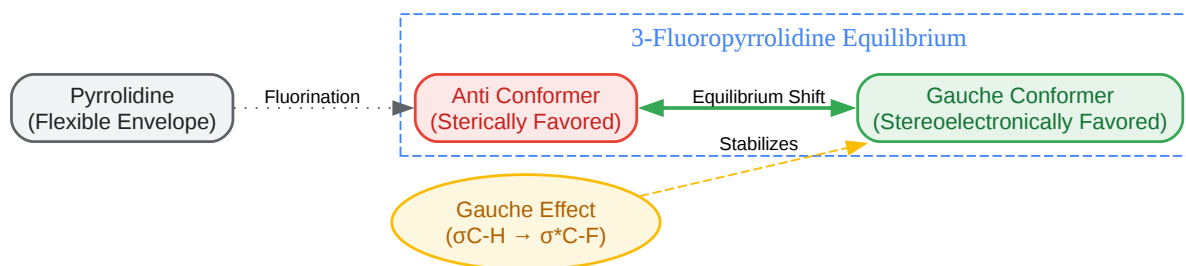 3-Fluoropyrrolidine Equilibrium
Pyrrolidine
(Flexible Envelope)
Fluorination
Anti Conformer
(Sterically Favored)
Equilibrium Shift
Gauche Conformer
(Stereoelectronically Favored)
Stabilizes
Gauche Effect
(σC-H → σ*C-F)